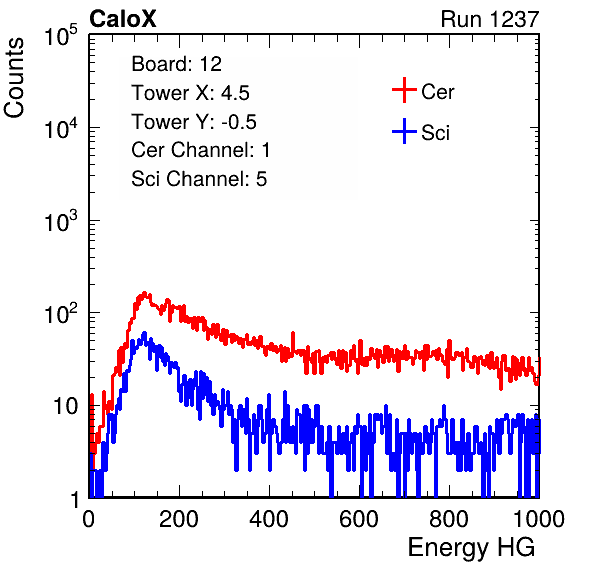 CaloX Run 1237
Counts
10^5
10^4
10^3
10^2
10
1
Board: 12
Tower X: 4.5
Tower Y: -0.5
Cer Channel: 1
Sci Channel: 5
Cer
Sci
0 200 400 600 800 1000
Energy HG